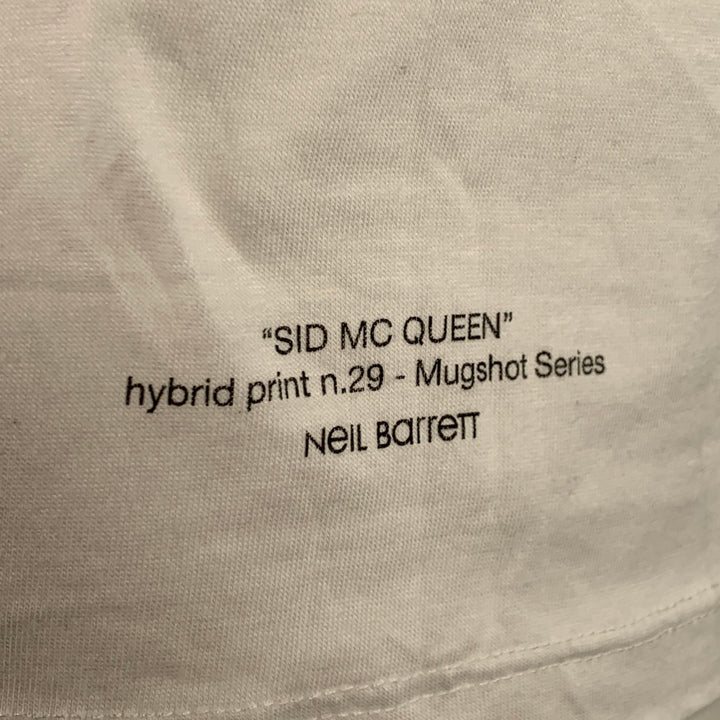 “SID MC QUEEN”
hybrid print n.29 - Mugshot Series
NeIL BarreTT